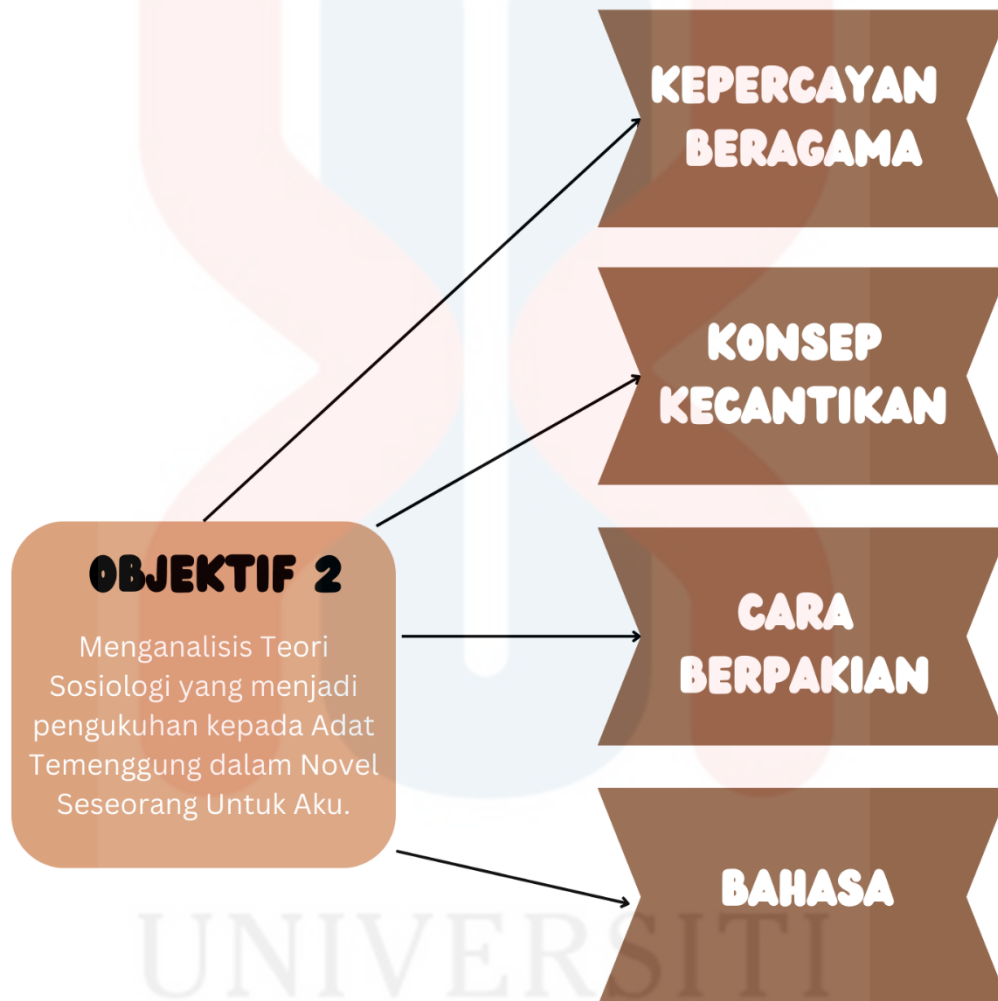 KEPERCAYAN
BERAGAMA
KONSEP
KECANTIKAN
OBJEKTIF 2
Menganalisis Teori
Sosiologi yang menjadi
pengukuhan kepada Adat
Temenggung dalam Novel
Seseorang Untuk Aku.
CARA
BERPAKIAN
BAHASA
UNIVERSITI